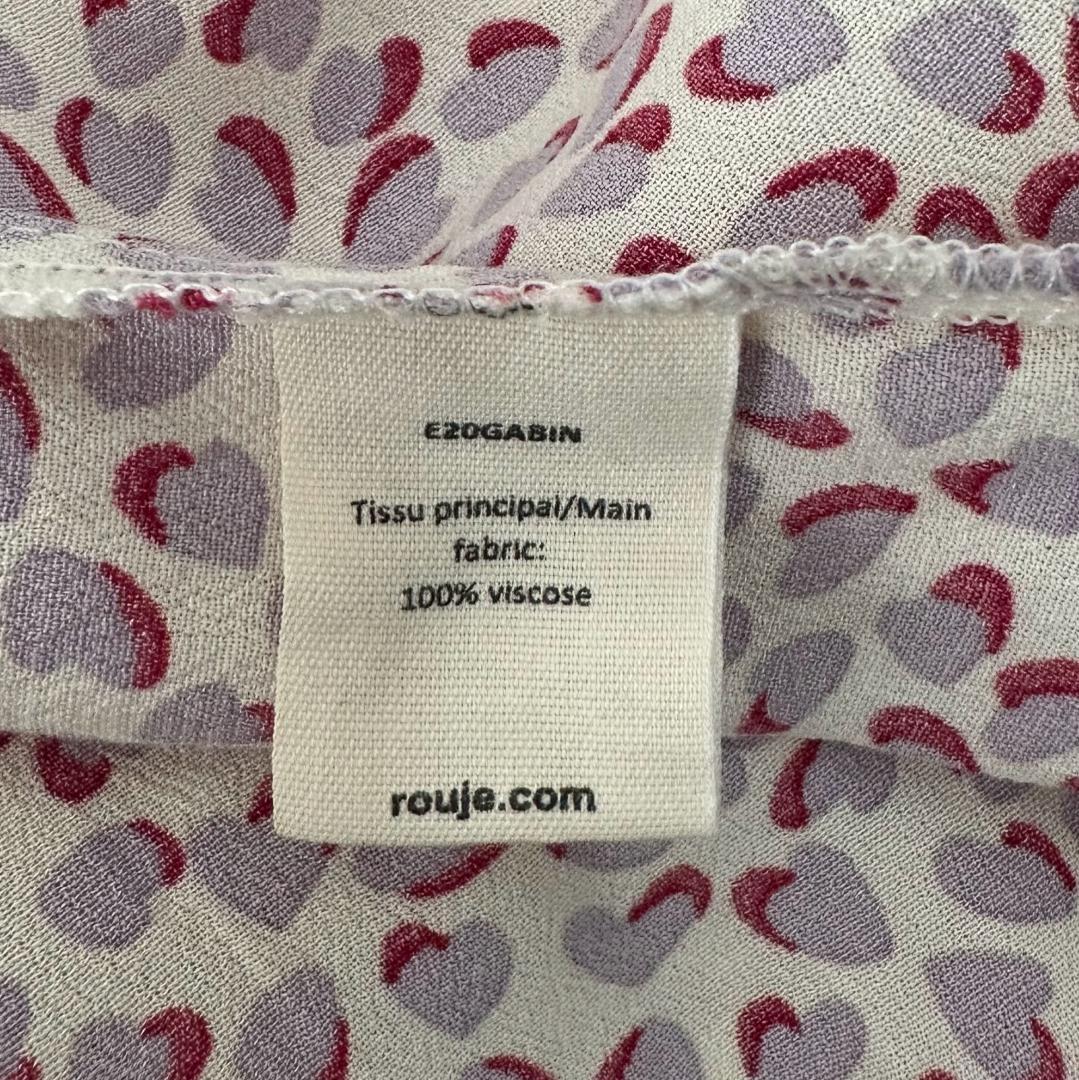 E20GABIN
Tissu principal/Main
fabric:
100% viscose
rouje.com